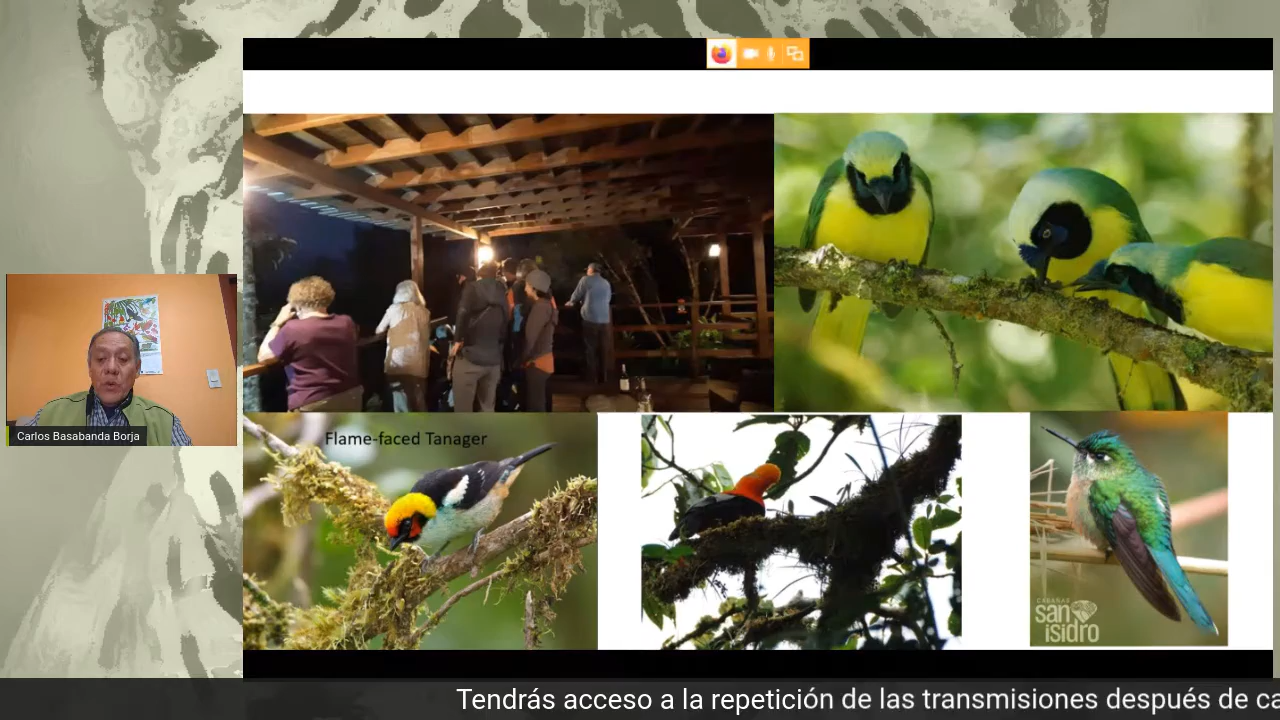 Flame-faced Tanager
Carlos Basabanda Borja
CABAÑAS
san
isidro
Tendrás acceso a la repetición de las transmisiones después de ca